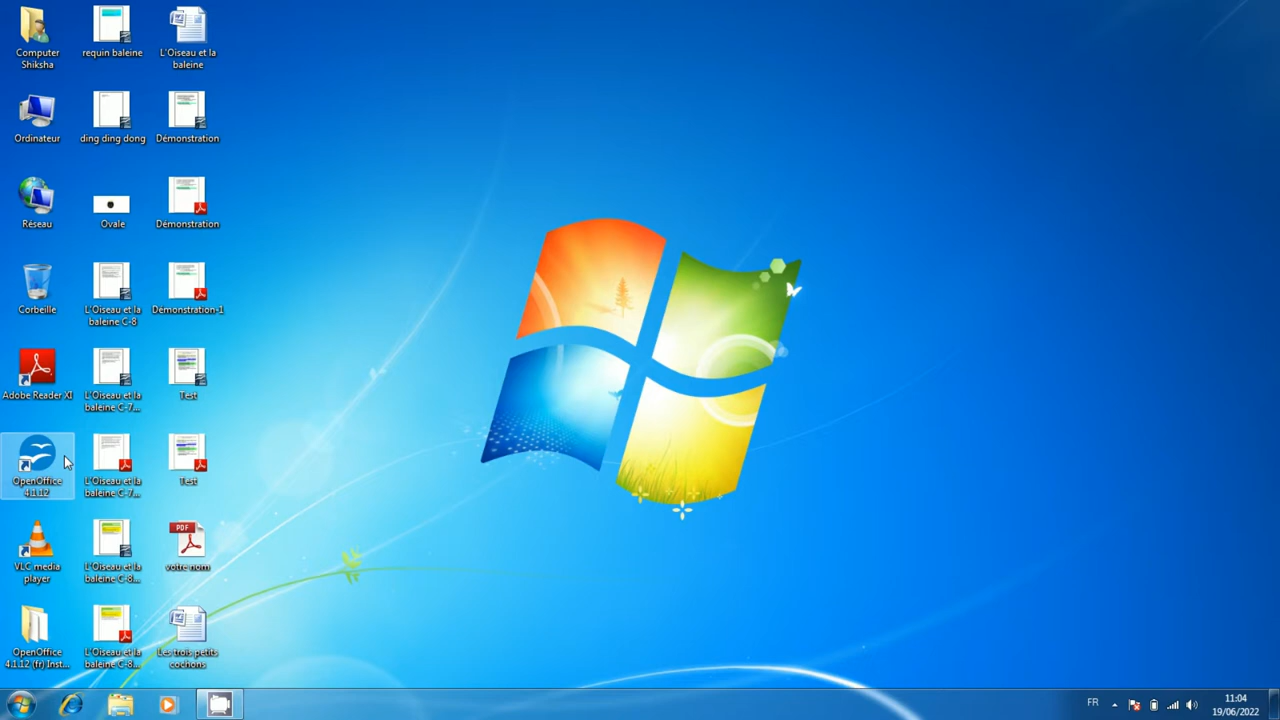 Computer
Shiksha
requin baleine
L'Oiseau et la
baleine
Ordinateur
ding ding dong
Démonstration
Réseau
Ovale
Démonstration
Corbeille
L'Oiseau et la
baleine C-8
Démonstration-1
Adobe Reader XI
L'Oiseau et la
baleine C-7...
Test
OpenOffice
4.1.12
L'Oiseau et la
baleine C-7...
Test
VLC media
player
L'Oiseau et la
baleine C-8...
PDF
votre nom
OpenOffice
4.1.12 (fr) Inst...
L'Oiseau et la
baleine C-8...
Les trois petits
cochons
FR
11:04
19/06/2022